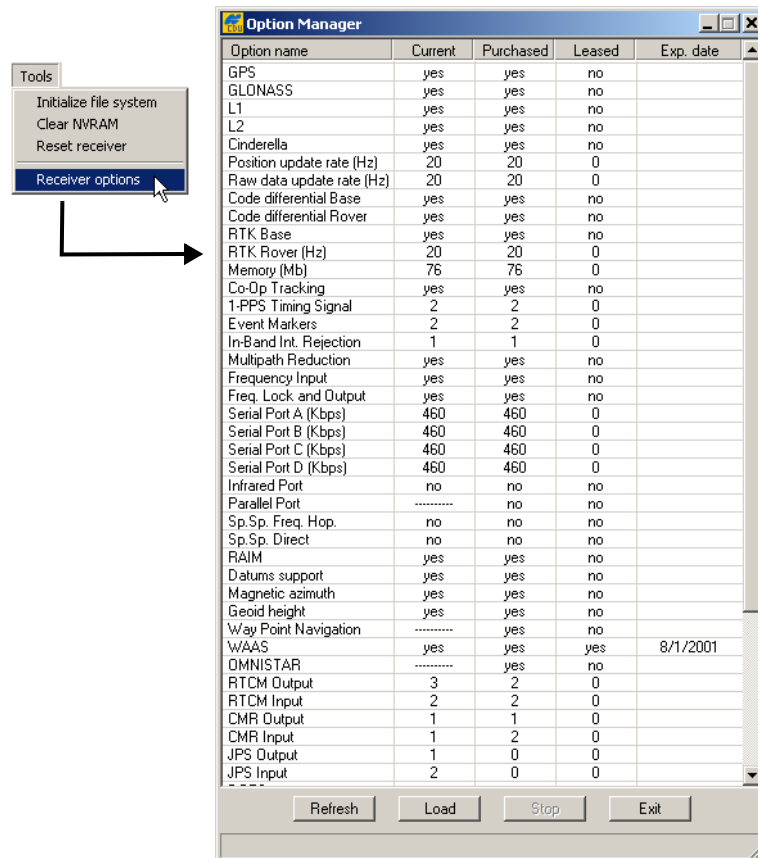 Tools
Initialize file system
Clear NVRAM
Reset receiver
Receiver options
CDU Option Manager
Option name Current Purchased Leased Exp. date
GPS yes yes no
GLONASS yes yes no
L1 yes yes no
L2 yes yes no
Cinderella yes yes no
Position update rate (Hz) 20 20 0
Raw data update rate (Hz) 20 20 0
Code differential Base yes yes no
Code differential Rover yes yes no
RTK Base yes yes no
RTK Rover (Hz) 20 20 0
Memory (Mb) 76 76 0
Co-Op Tracking yes yes no
1-PPS Timing Signal 2 2 0
Event Markers 2 2 0
In-Band Int. Rejection 1 1 0
Multipath Reduction yes yes no
Frequency Input yes yes no
Freq. Lock and Output yes yes no
Serial Port A (Kbps) 460 460 0
Serial Port B (Kbps) 460 460 0
Serial Port C (Kbps) 460 460 0
Serial Port D (Kbps) 460 460 0
Infrared Port no no no
Parallel Port ---------- no no
Sp.Sp. Freq. Hop. no no no
Sp.Sp. Direct no no no
RAIM yes yes no
Datums support yes yes no
Magnetic azimuth yes yes no
Geoid height yes yes no
Way Point Navigation ---------- yes no
WAAS yes yes yes 8/1/2001
OMNISTAR ---------- yes no
RTCM Output 3 2 0
RTCM Input 2 2 0
CMR Output 1 1 0
CMR Input 1 2 0
JPS Output 1 0 0
JPS Input 2 0 0
Refresh Load Stop Exit